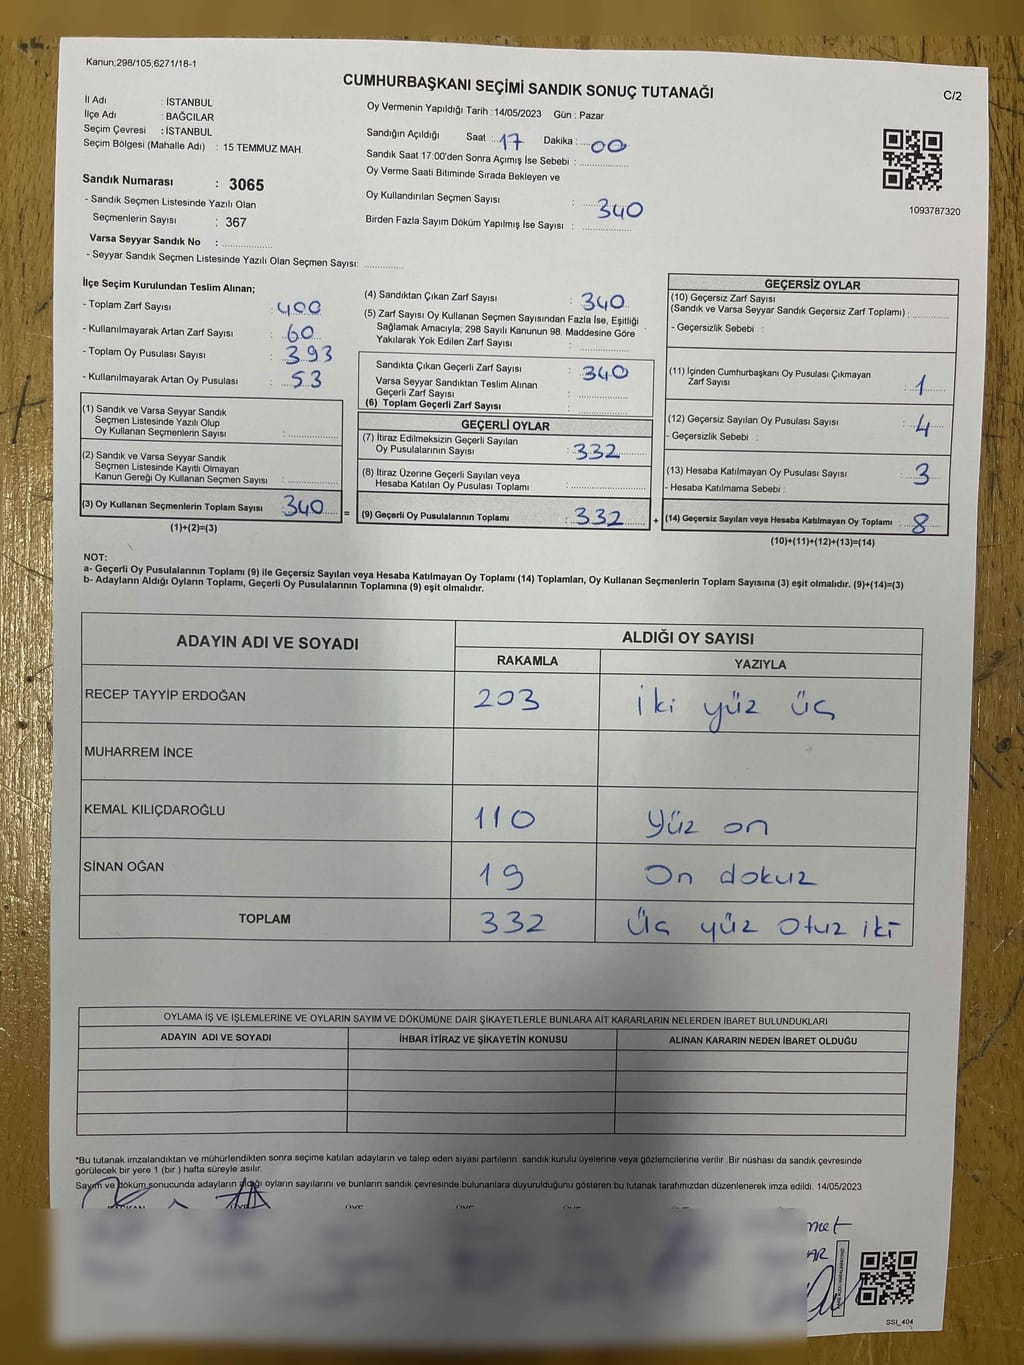 Kanun;298/105;6271/18-1
CUMHURBAŞKANI SEÇİMİ SANDIK SONUÇ TUTANAĞI
C/2
İl Adı : İSTANBUL
İlçe Adı : BAĞCILAR
Seçim Çevresi : İSTANBUL
Seçim Bölgesi (Mahalle Adı) : 15 TEMMUZ MAH.
Sandık Numarası : 3065
- Sandık Seçmen Listesinde Yazılı Olan
Seçmenlerin Sayısı : 367
Varsa Seyyar Sandık No :
- Seyyar Sandık Seçmen Listesinde Yazılı Olan Seçmen Sayısı:
Oy Vermenin Yapıldığı Tarih :14/05/2023 Gün : Pazar
Sandığın Açıldığı Saat : 17 Dakika : 00
Sandık Saat 17:00'den Sonra Açımış İse Sebebi :
Oy Verme Saati Bitiminde Sırada Bekleyen ve
Oy Kullandırılan Seçmen Sayısı : 340
Birden Fazla Sayım Döküm Yapılmış İse Sayısı :
1093787320
İlçe Seçim Kurulundan Teslim Alınan;
- Toplam Zarf Sayısı : 400
- Kullanılmayarak Artan Zarf Sayısı : 60
- Toplam Oy Pusulası Sayısı : 393
- Kullanılmayarak Artan Oy Pusulası : 53
(1) Sandık ve Varsa Seyyar Sandık
Seçmen Listesinde Yazılı Olup
Oy Kullanan Seçmenlerin Sayısı :
(2) Sandık ve Varsa Seyyar Sandık
Seçmen Listesinde Kayıtlı Olmayan
Kanun Gereği Oy Kullanan Seçmen Sayısı :
(3) Oy Kullanan Seçmenlerin Toplam Sayısı : 340 =
(1)+(2)=(3)
(4) Sandıktan Çıkan Zarf Sayısı : 340
(5) Zarf Sayısı Oy Kullanan Seçmen Sayısından Fazla İse, Eşitliği
Sağlamak Amacıyla; 298 Sayılı Kanunun 98. Maddesine Göre
Yakılarak Yok Edilen Zarf Sayısı :
Sandıkta Çıkan Geçerli Zarf Sayısı : 340
Varsa Seyyar Sandıktan Teslim Alınan
Geçerli Zarf Sayısı :
(6) Toplam Geçerli Zarf Sayısı :
GEÇERLİ OYLAR
(7) İtiraz Edilmeksizin Geçerli Sayılan
Oy Pusulalarının Sayısı : 332
(8) İtiraz Üzerine Geçerli Sayılan veya
Hesaba Katılan Oy Pusulası Toplamı :
(9) Geçerli Oy Pusulalarının Toplamı : 332 +
GEÇERSİZ OYLAR
(10) Geçersiz Zarf Sayısı
(Sandık ve Varsa Seyyar Sandık Geçersiz Zarf Toplamı) :
- Geçersizlik Sebebi :
(11) İçinden Cumhurbaşkanı Oy Pusulası Çıkmayan
Zarf Sayısı : 1
(12) Geçersiz Sayılan Oy Pusulası Sayısı : 4
- Geçersizlik Sebebi :
(13) Hesaba Katılmayan Oy Pusulası Sayısı : 3
- Hesaba Katılmama Sebebi :
(14) Geçersiz Sayılan veya Hesaba Katılmayan Oy Toplamı : 8
(10)+(11)+(12)+(13)=(14)
NOT:
a- Geçerli Oy Pusulalarının Toplamı (9) ile Geçersiz Sayılan veya Hesaba Katılmayan Oy Toplamı (14) Toplamları, Oy Kullanan Seçmenlerin Toplam Sayısına (3) eşit olmalıdır. (9)+(14)=(3)
b- Adayların Aldığı Oyların Toplamı, Geçerli Oy Pusulalarının Toplamına (9) eşit olmalıdır.
ADAYIN ADI VE SOYADI ALDIĞI OY SAYISI
RAKAMLA YAZIYLA
RECEP TAYYİP ERDOĞAN 203 iki yüz üç
MUHARREM İNCE
KEMAL KILIÇDAROĞLU 110 Yüz on
SİNAN OĞAN 19 On dokuz
TOPLAM 332 Üç yüz Otuz iki
OYLAMA İŞ VE İŞLEMLERİNE VE OYLARIN SAYIM VE DÖKÜMÜNE DAİR ŞİKAYETLERLE BUNLARA AİT KARARLARIN NELERDEN İBARET BULUNDUKLARI
ADAYIN ADI VE SOYADI İHBAR İTİRAZ VE ŞİKAYETİN KONUSU ALINAN KARARIN NEDEN İBARET OLDUĞU
*Bu tutanak imzalandıktan ve mühürlendikten sonra seçime katılan adayların ve talep eden siyasi partilerin sandık kurulu üyelerine veya gözlemcilerine verilir. Bir nüshası da sandık çevresinde
görülecek bir yere 1 (bir ) hafta süreyle asılır.
Sayım ve döküm sonucunda adayların aldığı oyların sayılarını ve bunların sandık çevresinde bulunanlara duyurulduğunu gösteren bu tutanak tarafımızdan düzenlenerek imza edildi. 14/05/2023
SSI_404